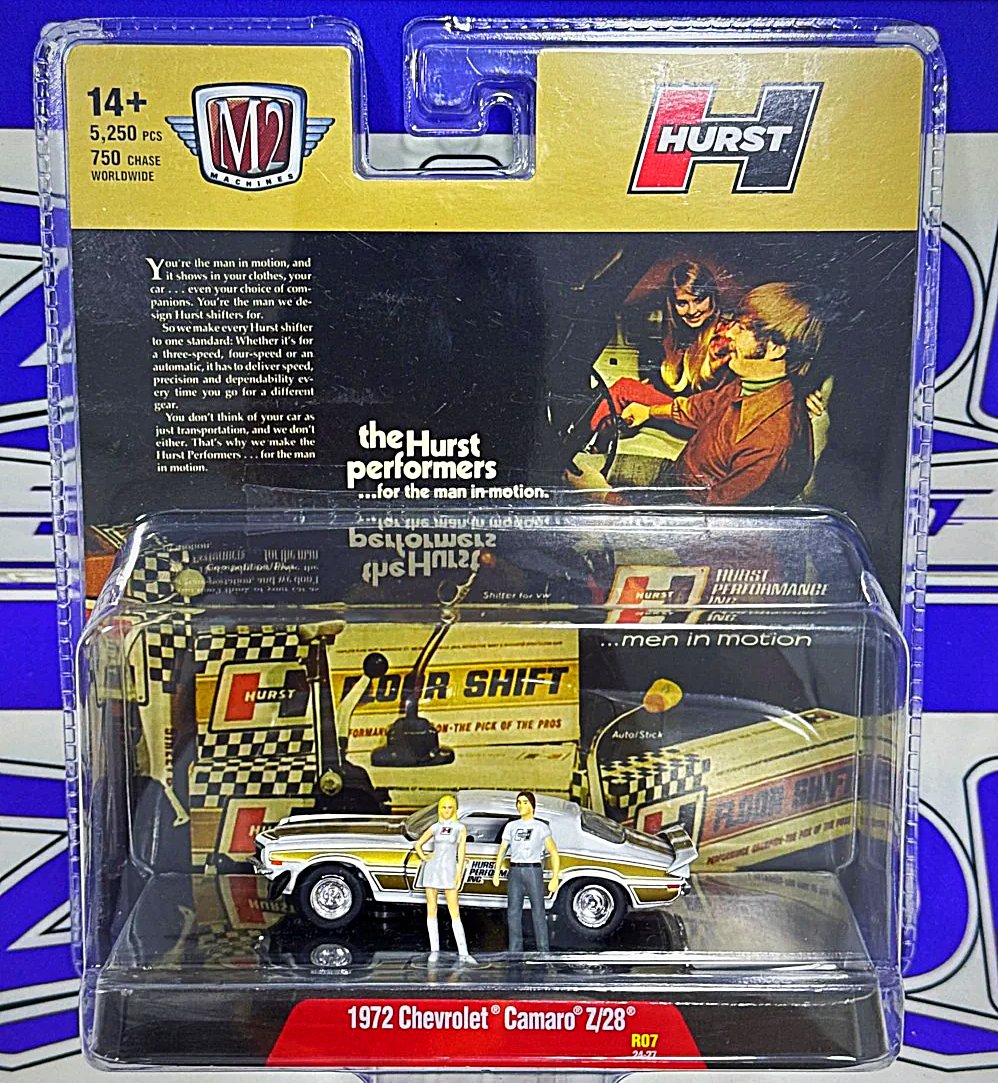 14+
5,250 PCS
750 CHASE
WORLDWIDE
M2
MACHINES
HURST
You're the man in motion, and
it shows in your clothes, your
car . . . even your choice of com-
panions. You're the man we de-
sign Hurst shifters for.
So we make every Hurst shifter
to one standard: Whether it's for
a three-speed, four-speed or an
automatic, it has to deliver speed,
precision and dependability ev-
ery time you go for a different
gear.
You don't think of your car as
just transportation, and we don't
either. That's why we make the
Hurst Performers . . . for the man
in motion.
the Hurst
performers
...for the man in motion.
Shifter for VW
HURST
HURST
PERFORMANCE
INC
...men in motion
HURST
FLOOR SHIFT
-THE PICK OF THE PROS
Auto/Stick
FLOOR SHIFT
HURST
PERFORM
INC
1972 Chevrolet® Camaro® Z/28®
R07
24-27